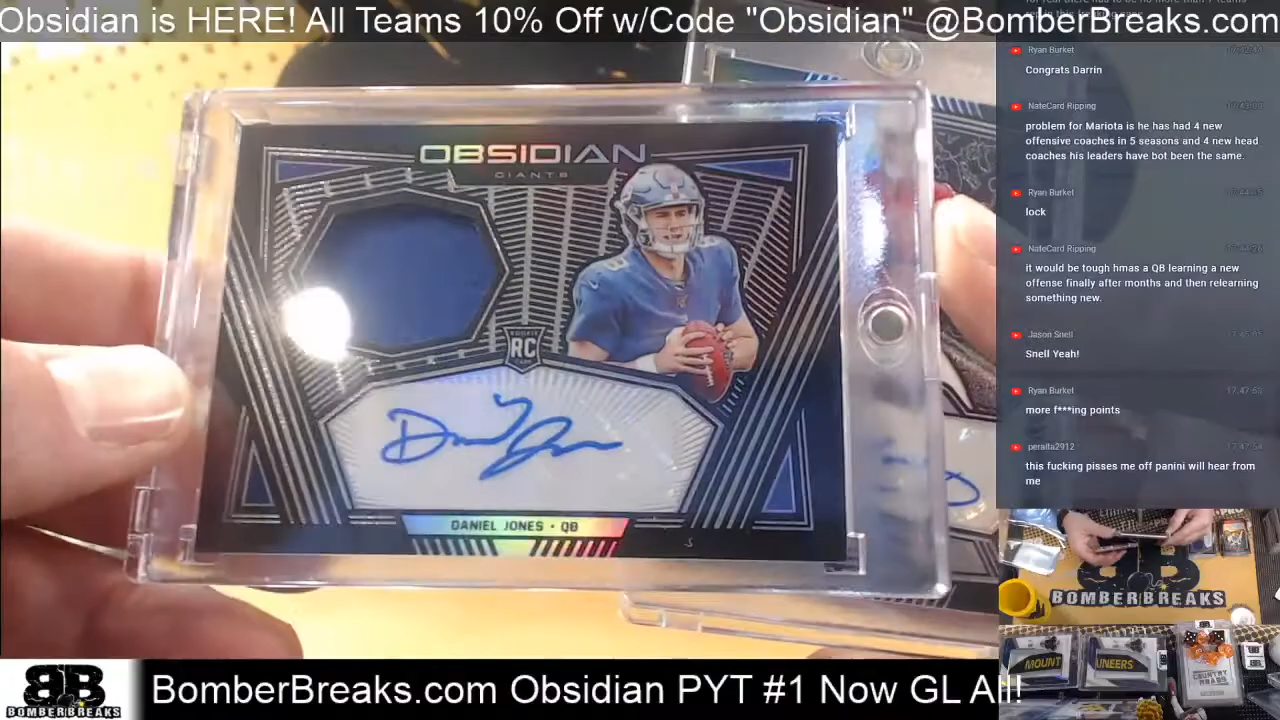 Obsidian is HERE! All Teams 10% Off w/Code "Obsidian" @BomberBreaks.com
Ryan Burket
Congrats Darrin
NateCard Ripping
problem for Mariota is he has had 4 new
offensive coaches in 5 seasons and 4 new head
coaches his leaders have bot been the same.
Ryan Burket
lock
NateCard Ripping
it would be tough hmas a QB learning a new
offense finally after months and then relearning
something new.
Jason Snell
Snell Yeah!
Ryan Burket
more f***ing points
peralta2912
this fucking pisses me off panini will hear from
me
OBSIDIAN
GIANTS
RC
DANIEL JONES • QB
BOMBERBREAKS
MOUNT
AINEERS
COUNTRY
ROADS
BB
BOMBERBREAKS
BomberBreaks.com Obsidian PYT #1 Now GL All!